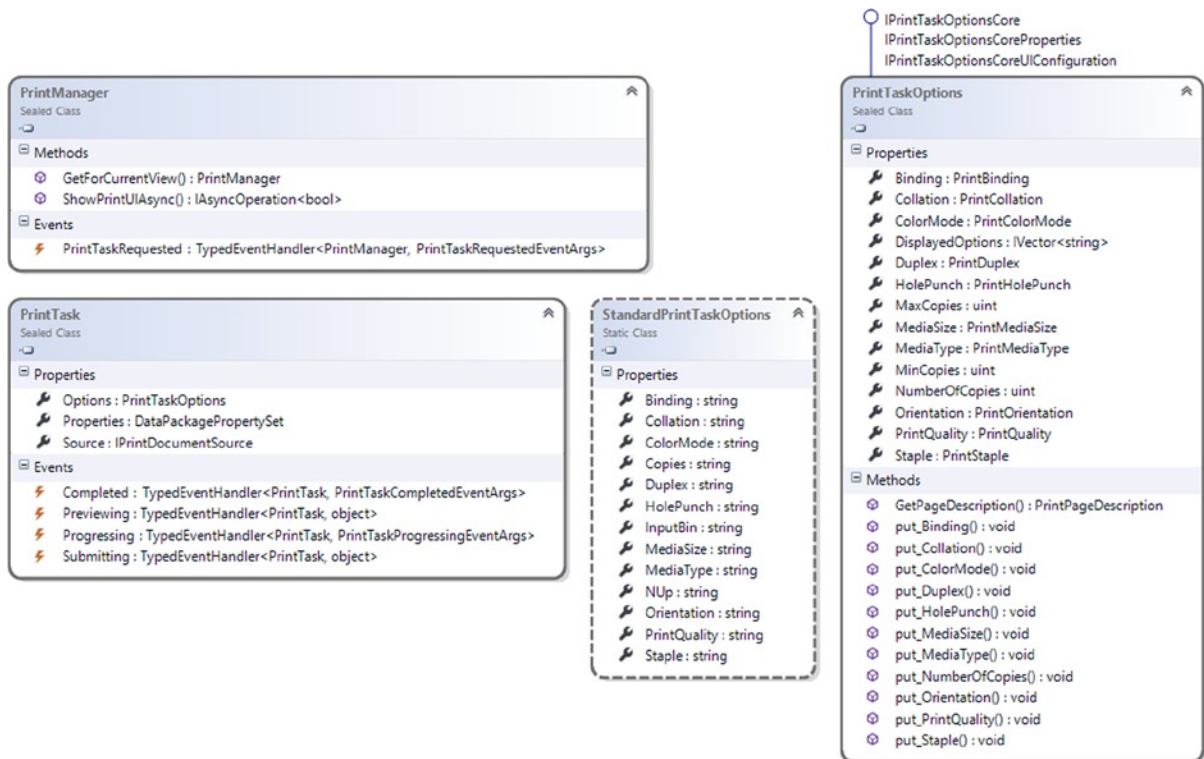 PrintManager
Sealed Class
Methods
GetForCurrentView() : PrintManager
ShowPrintUIAsync() : IAsyncOperation<bool>
Events
PrintTaskRequested : TypedEventHandler<PrintManager, PrintTaskRequestedEventArgs>
PrintTask
Sealed Class
Properties
Options : PrintTaskOptions
Properties : DataPackagePropertySet
Source : IPrintDocumentSource
Events
Completed : TypedEventHandler<PrintTask, PrintTaskCompletedEventArgs>
Previewing : TypedEventHandler<PrintTask, object>
Progressing : TypedEventHandler<PrintTask, PrintTaskProgressingEventArgs>
Submitting : TypedEventHandler<PrintTask, object>
StandardPrintTaskOptions
Static Class
Properties
Binding : string
Collation : string
ColorMode : string
Copies : string
Duplex : string
HolePunch : string
InputBin : string
MediaSize : string
MediaType : string
NUp : string
Orientation : string
PrintQuality : string
Staple : string
IPrintTaskOptionsCore
IPrintTaskOptionsCoreProperties
IPrintTaskOptionsCoreUIConfiguration
PrintTaskOptions
Sealed Class
Properties
Binding : PrintBinding
Collation : PrintCollation
ColorMode : PrintColorMode
DisplayedOptions : IVector<string>
Duplex : PrintDuplex
HolePunch : PrintHolePunch
MaxCopies : uint
MediaSize : PrintMediaSize
MediaType : PrintMediaType
MinCopies : uint
NumberOfCopies : uint
Orientation : PrintOrientation
PrintQuality : PrintQuality
Staple : PrintStaple
Methods
GetPageDescription() : PrintPageDescription
put_Binding() : void
put_Collation() : void
put_ColorMode() : void
put_Duplex() : void
put_HolePunch() : void
put_MediaSize() : void
put_MediaType() : void
put_NumberOfCopies() : void
put_Orientation() : void
put_PrintQuality() : void
put_Staple() : void